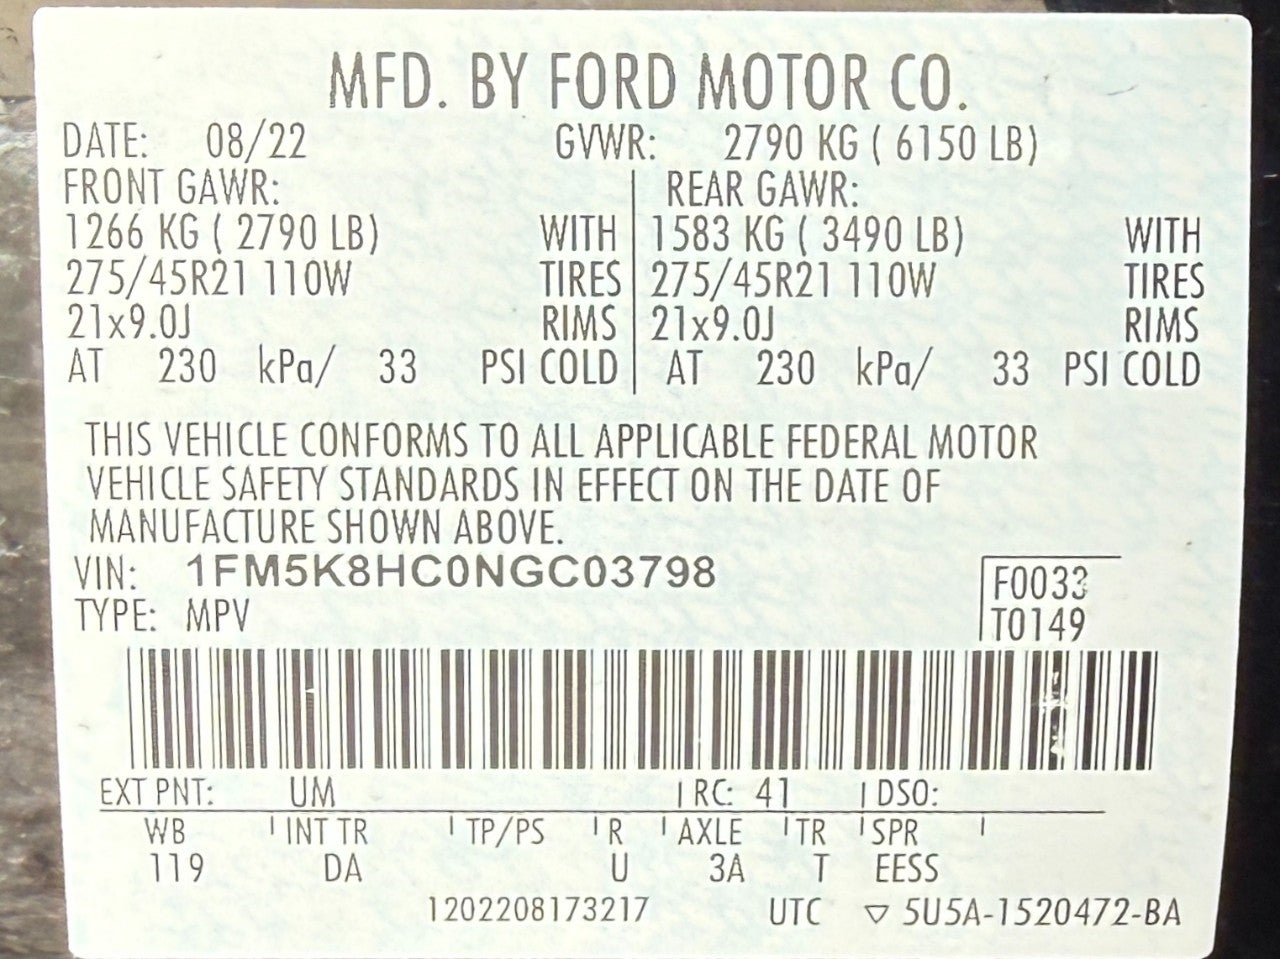 MFD. BY FORD MOTOR CO.
DATE: 08/22 GVWR: 2790 KG ( 6150 LB)
FRONT GAWR: REAR GAWR:
1266 KG ( 2790 LB) WITH 1583 KG ( 3490 LB) WITH
275/45R21 110W TIRES 275/45R21 110W TIRES
21x9.0J RIMS 21x9.0J RIMS
AT 230 kPa/ 33 PSI COLD AT 230 kPa/ 33 PSI COLD
THIS VEHICLE CONFORMS TO ALL APPLICABLE FEDERAL MOTOR
VEHICLE SAFETY STANDARDS IN EFFECT ON THE DATE OF
MANUFACTURE SHOWN ABOVE.
VIN: 1FM5K8HC0NGC03798 F0033
TYPE: MPV T0149
EXT PNT: UM RC: 41 DSO:
WB INT TR TP/PS R AXLE TR SPR
119 DA U 3A T EESS
1202208173217 UTC ▽ 5U5A-1520472-BA